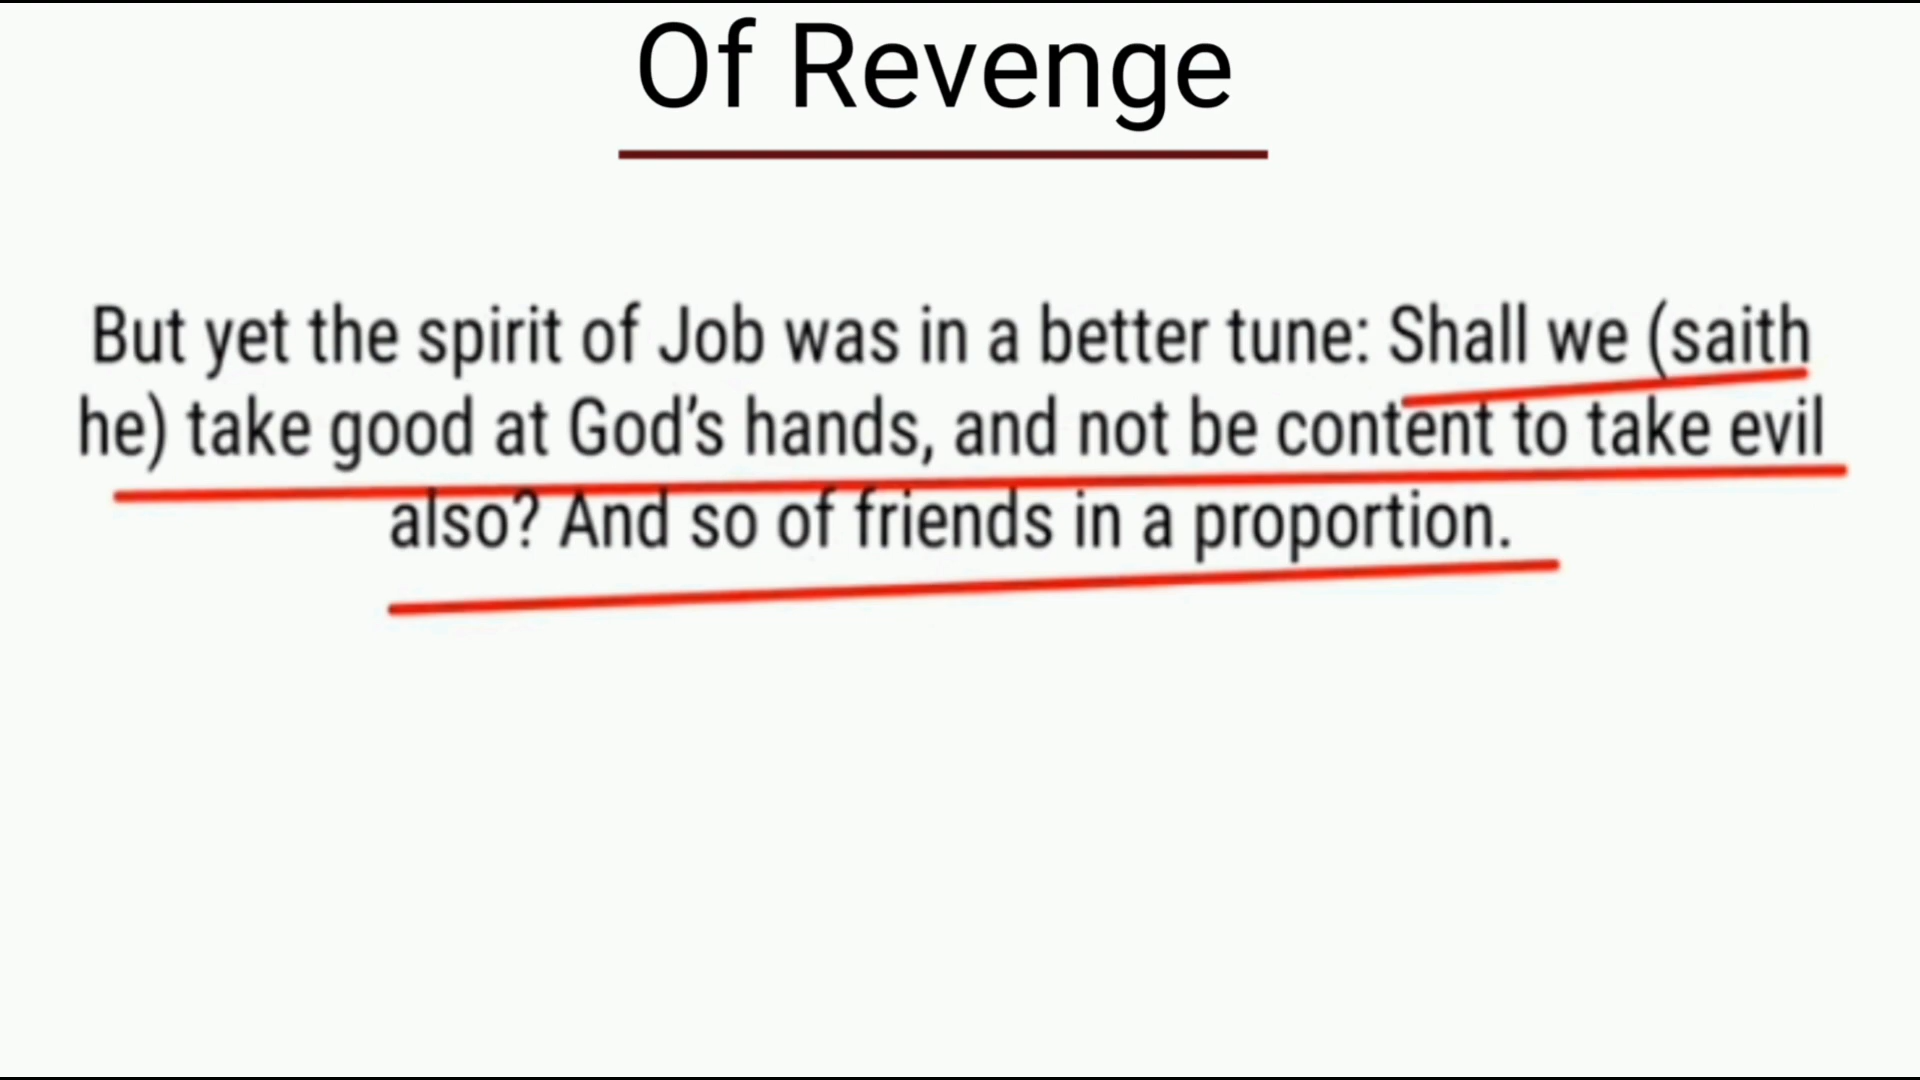 Of Revenge
But yet the spirit of Job was in a better tune: Shall we (saith
he) take good at God’s hands, and not be content to take evil
also? And so of friends in a proportion.